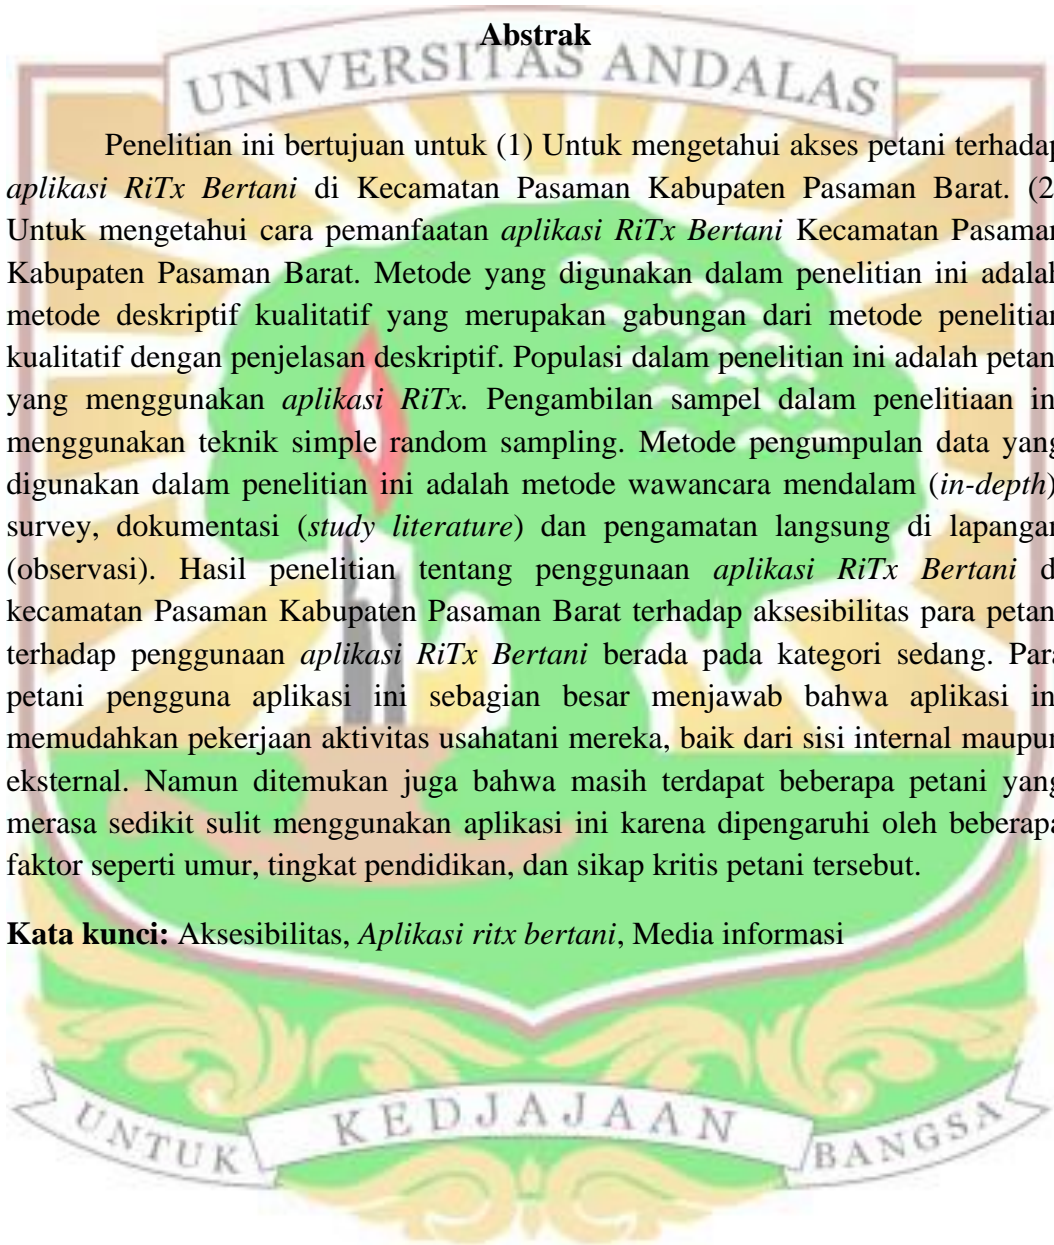 Abstrak
UNIVERSITAS ANDALAS
Penelitian ini bertujuan untuk (1) Untuk mengetahui akses petani terhadap
aplikasi RiTx Bertani di Kecamatan Pasaman Kabupaten Pasaman Barat. (2
Untuk mengetahui cara pemanfaatan aplikasi RiTx Bertani Kecamatan Pasaman
Kabupaten Pasaman Barat. Metode yang digunakan dalam penelitian ini adalah
metode deskriptif kualitatif yang merupakan gabungan dari metode penelitian
kualitatif dengan penjelasan deskriptif. Populasi dalam penelitian ini adalah petan
yang menggunakan aplikasi RiTx. Pengambilan sampel dalam penelitiaan in
menggunakan teknik simple random sampling. Metode pengumpulan data yang
digunakan dalam penelitian ini adalah metode wawancara mendalam (in-depth)
survey, dokumentasi (study literature) dan pengamatan langsung di lapangan
(observasi). Hasil penelitian tentang penggunaan aplikasi RiTx Bertani d
kecamatan Pasaman Kabupaten Pasaman Barat terhadap aksesibilitas para petan
terhadap penggunaan aplikasi RiTx Bertani berada pada kategori sedang. Para
petani pengguna aplikasi ini sebagian besar menjawab bahwa aplikasi in
memudahkan pekerjaan aktivitas usahatani mereka, baik dari sisi internal maupun
eksternal. Namun ditemukan juga bahwa masih terdapat beberapa petani yang
merasa sedikit sulit menggunakan aplikasi ini karena dipengaruhi oleh beberapa
faktor seperti umur, tingkat pendidikan, dan sikap kritis petani tersebut.
Kata kunci: Aksesibilitas, Aplikasi ritx bertani, Media informasi
UNTUK KEDJAJAAN BANGSA